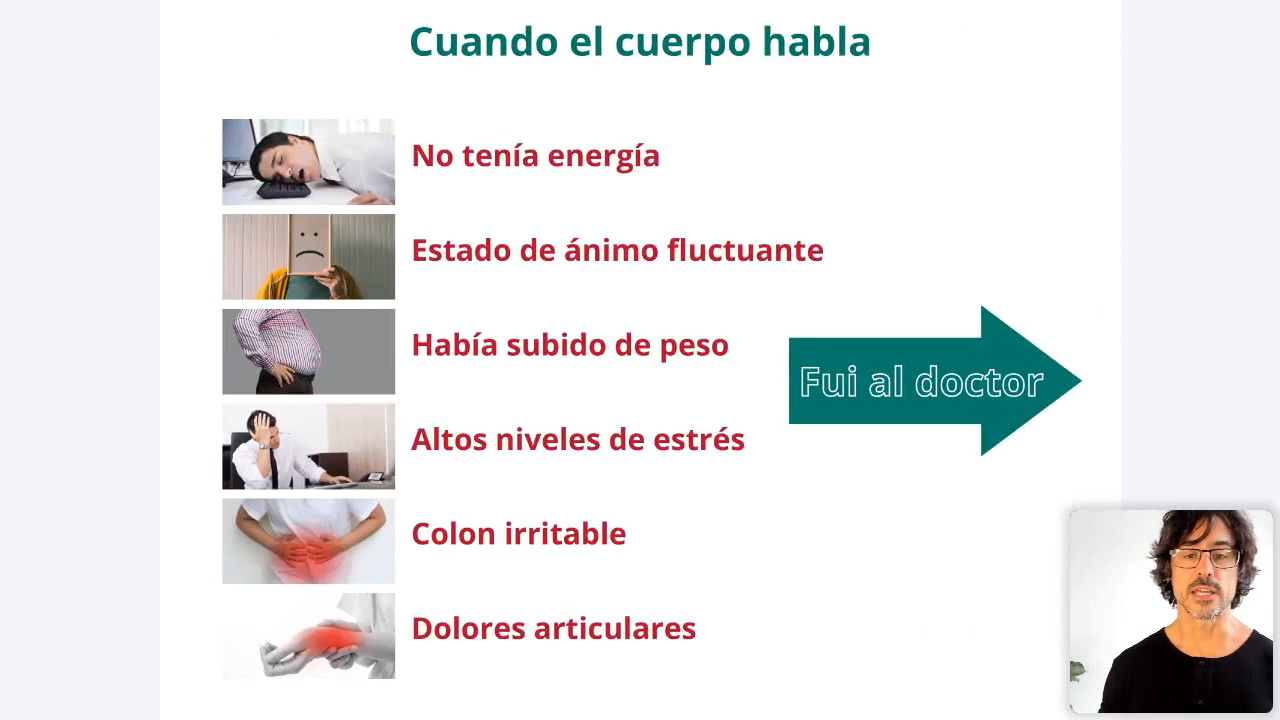 Cuando el cuerpo habla
No tenía energía
Estado de ánimo fluctuante
Había subido de peso
Fui al doctor
Altos niveles de estrés
Colon irritable
Dolores articulares